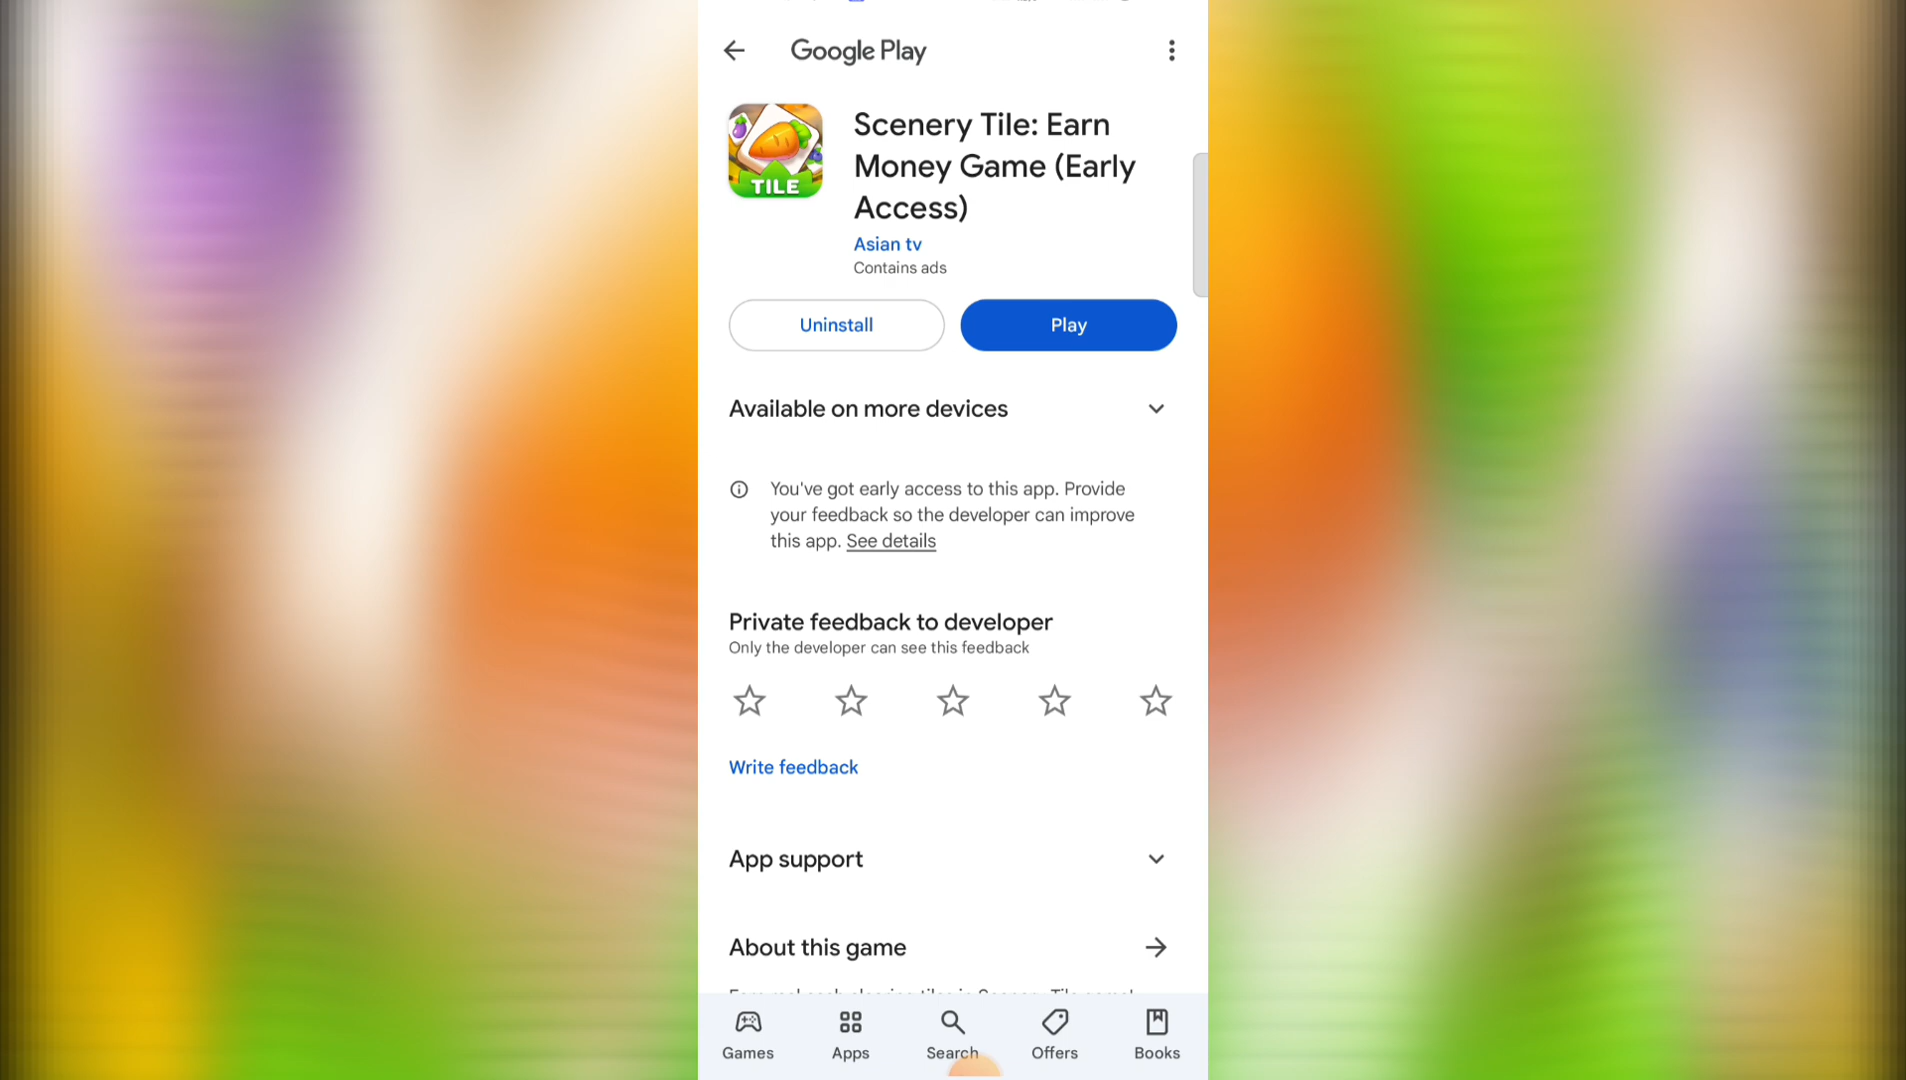 Google Play
TILE
Scenery Tile: Earn
Money Game (Early
Access)
Asian tv
Contains ads
Uninstall
Play
Available on more devices
You've got early access to this app. Provide
your feedback so the developer can improve
this app. See details
Private feedback to developer
Only the developer can see this feedback
Write feedback
App support
About this game
Games
Apps
Search
Offers
Books